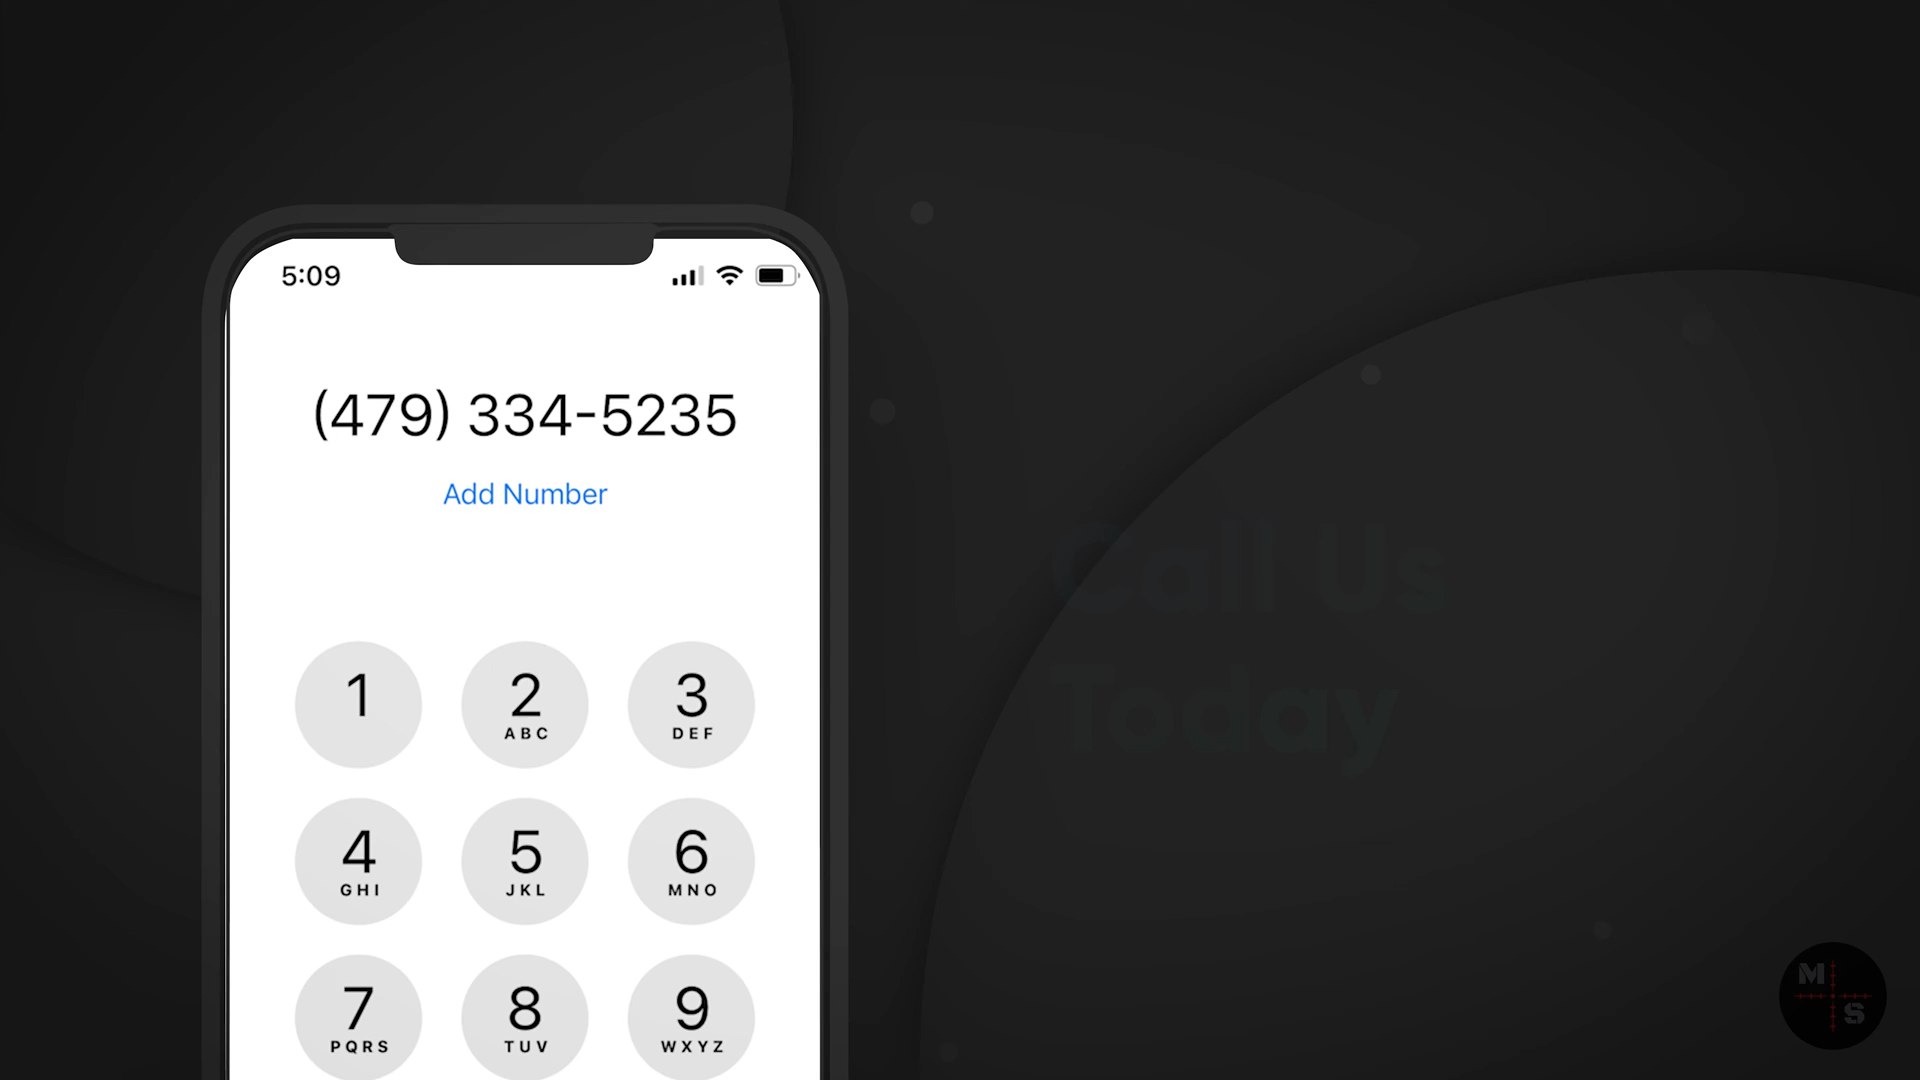 5:09
(479) 334-5235
Add Number
1 2 3
ABC DEF
4 5 6
GHI JKL MNO
7 8 9
PQRS TUV WXYZ
Call Us
Today
M
S